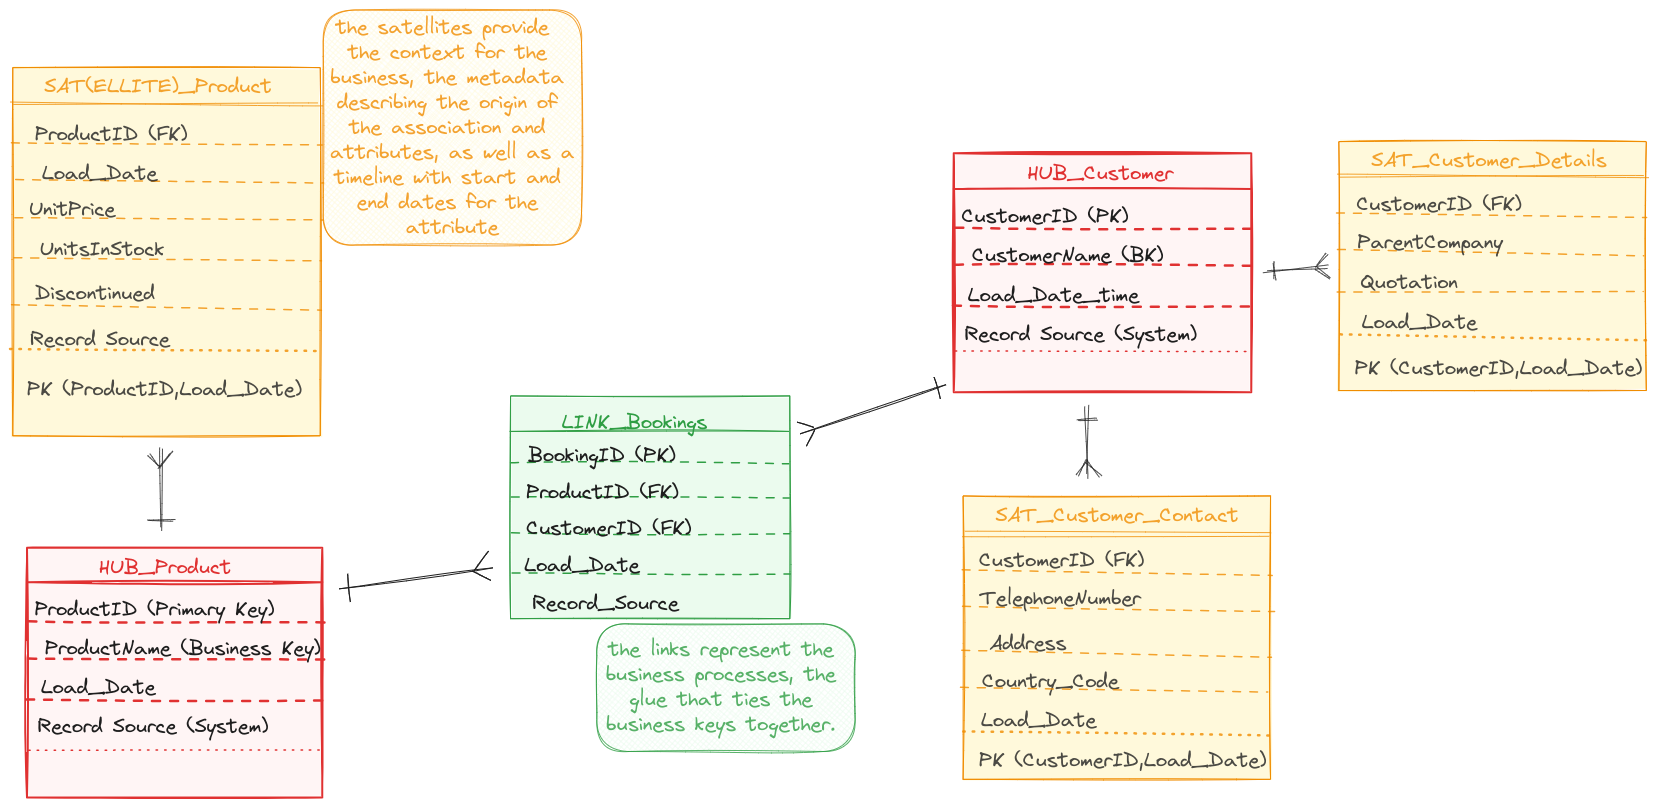 SAT(ELLITE)_Product
ProductID (FK)
Load_Date
UnitPrice
UnitsInStock
Discontinued
Record Source
PK (ProductID,Load_Date)
the satellites provide
the context for the
business, the metadata
describing the origin of
the association and
attributes, as well as a
timeline with start and
end dates for the
attribute
HUB_Product
ProductID (Primary Key)
ProductName (Business Key)
Load_Date
Record Source (System)
LINK_Bookings
BookingID (PK)
ProductID (FK)
CustomerID (FK)
Load_Date
Record_Source
the links represent the
business processes, the
glue that ties the
business keys together.
HUB_Customer
CustomerID (PK)
CustomerName (BK)
Load_Date_time
Record Source (System)
SAT_Customer_Details
CustomerID (FK)
ParentCompany
Quotation
Load_Date
PK (CustomerID,Load_Date)
SAT_Customer_Contact
CustomerID (FK)
TelephoneNumber
Address
Country_Code
Load_Date
PK (CustomerID,Load_Date)